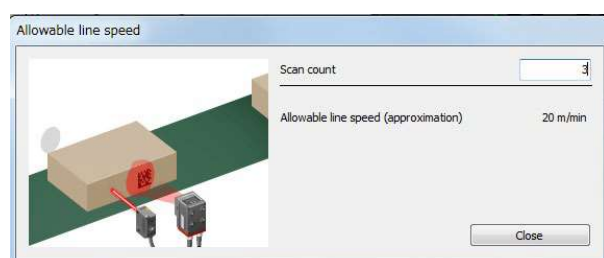 Allowable line speed
Scan count 3
Allowable line speed (approximation) 20 m/min
Close